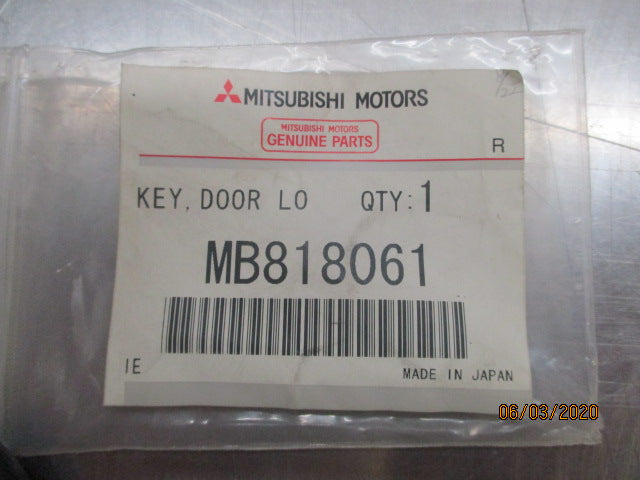 MITSUBISHI MOTORS
MITSUBISHI MOTORS
GENUINE PARTS
R
KEY, DOOR LO QTY:1
MB818061
IE
MADE IN JAPAN
06/03/2020